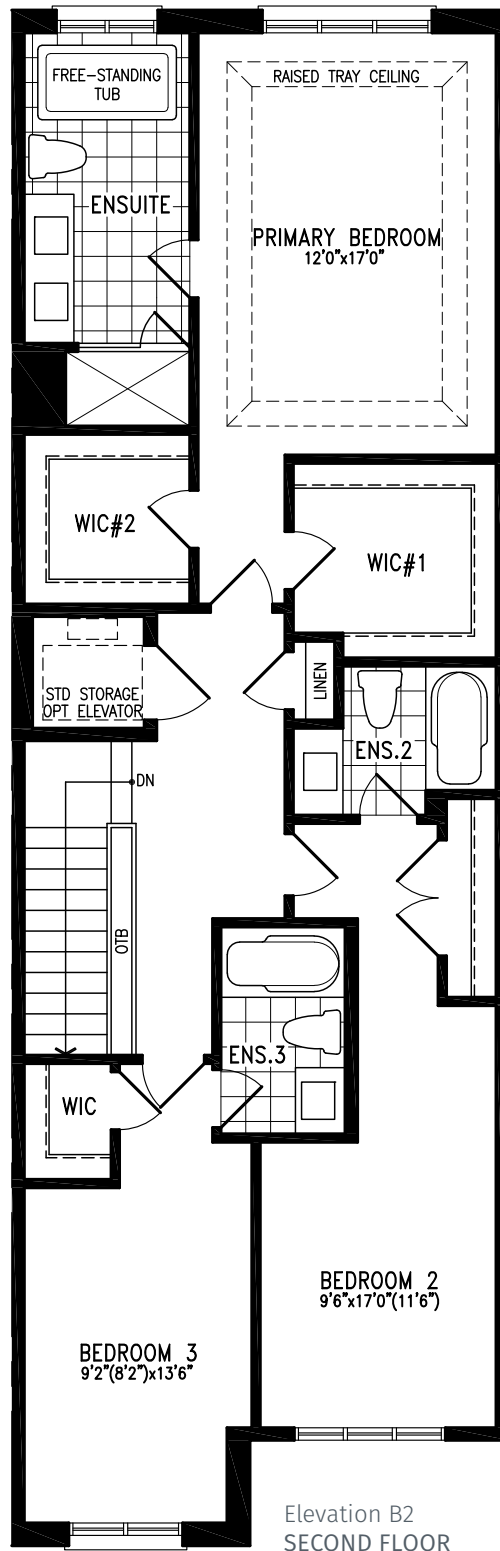 FREE-STANDING
TUB
RAISED TRAY CEILING
ENSUITE
PRIMARY BEDROOM
12'0"x17'0"
WIC#2
WIC#1
LINEN
STD STORAGE
OPT ELEVATOR
ENS.2
DN
OTB
ENS.3
WIC
BEDROOM 2
9'6"x17'0"(11'6")
BEDROOM 3
9'2"(8'2")x13'6"
Elevation B2
SECOND FLOOR